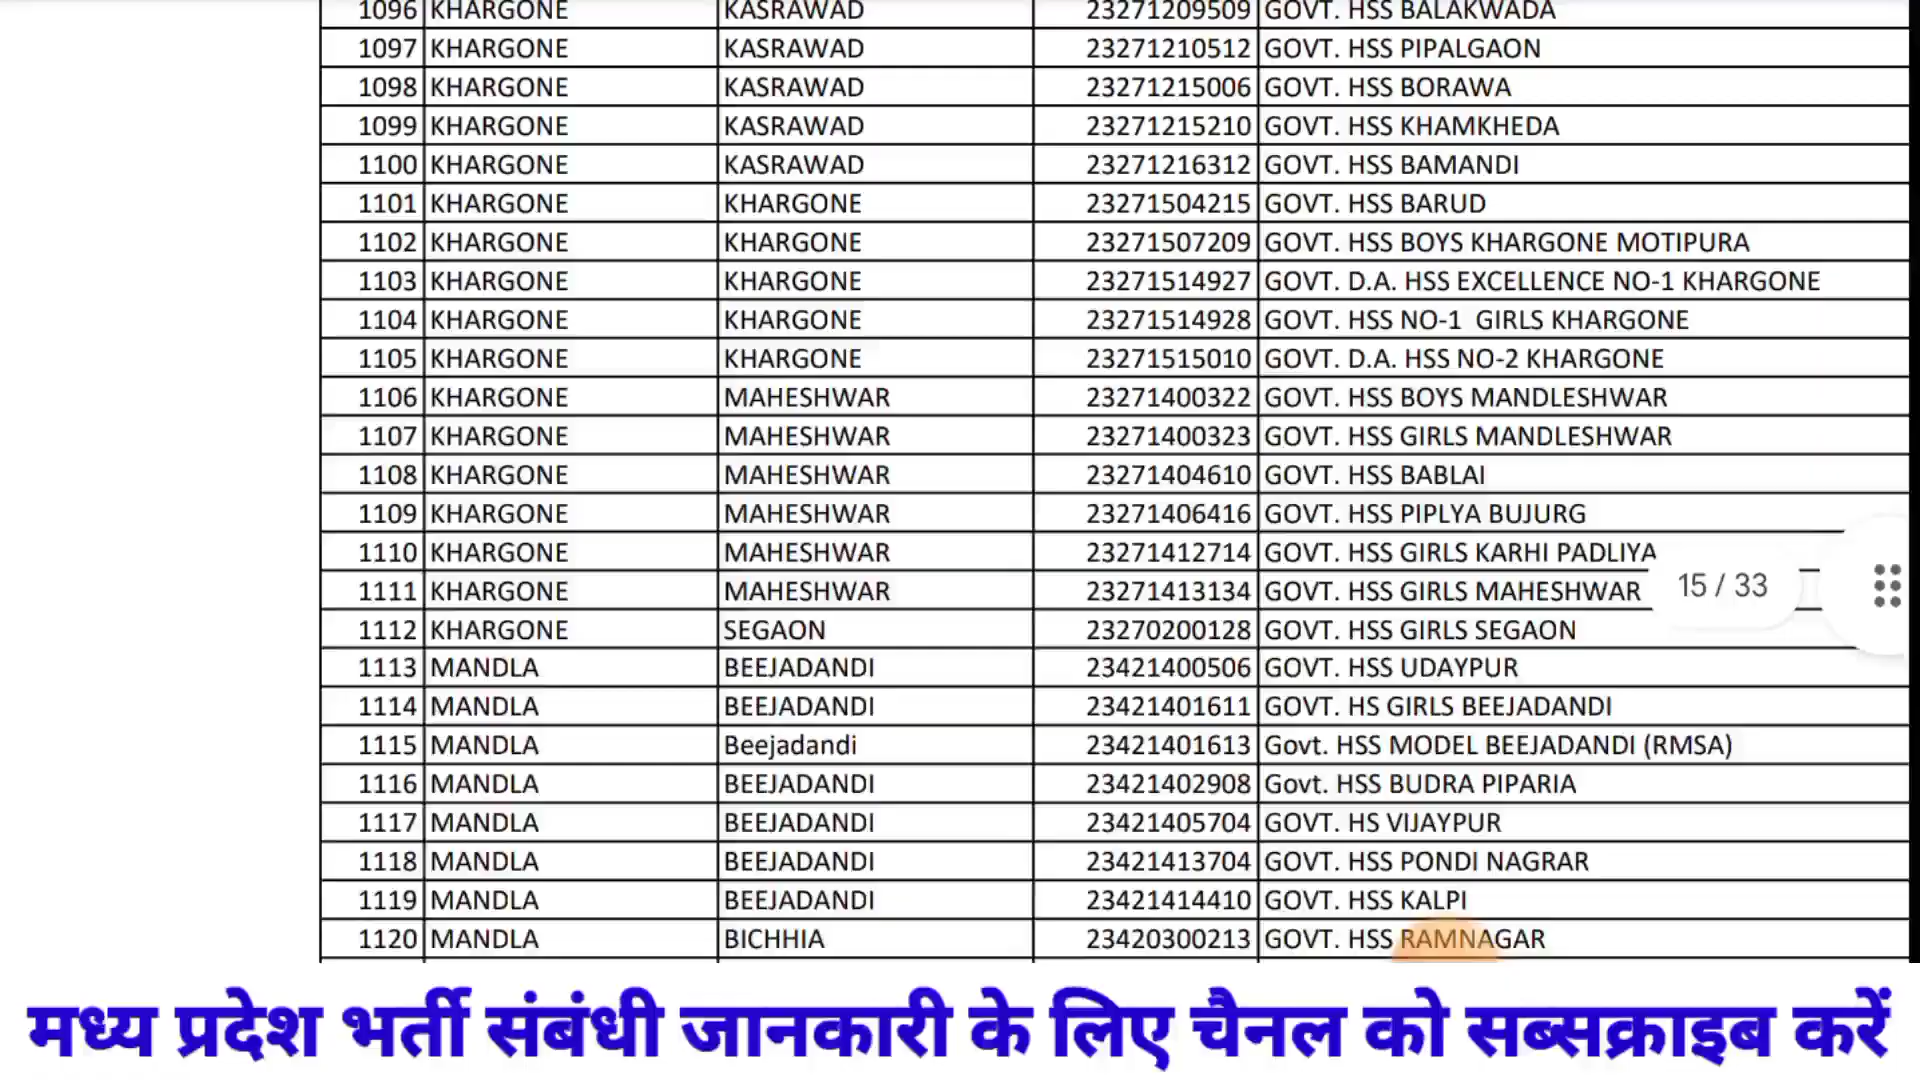 1096 KHARGONE KASRAWAD 23271209509 GOVT. HSS BALAKWADA
1097 KHARGONE KASRAWAD 23271210512 GOVT. HSS PIPALGAON
1098 KHARGONE KASRAWAD 23271215006 GOVT. HSS BORAWA
1099 KHARGONE KASRAWAD 23271215210 GOVT. HSS KHAMKHEDA
1100 KHARGONE KASRAWAD 23271216312 GOVT. HSS BAMANDI
1101 KHARGONE KHARGONE 23271504215 GOVT. HSS BARUD
1102 KHARGONE KHARGONE 23271507209 GOVT. HSS BOYS KHARGONE MOTIPURA
1103 KHARGONE KHARGONE 23271514927 GOVT. D.A. HSS EXCELLENCE NO-1 KHARGONE
1104 KHARGONE KHARGONE 23271514928 GOVT. HSS NO-1 GIRLS KHARGONE
1105 KHARGONE KHARGONE 23271515010 GOVT. D.A. HSS NO-2 KHARGONE
1106 KHARGONE MAHESHWAR 23271400322 GOVT. HSS BOYS MANDLESHWAR
1107 KHARGONE MAHESHWAR 23271400323 GOVT. HSS GIRLS MANDLESHWAR
1108 KHARGONE MAHESHWAR 23271404610 GOVT. HSS BABLAI
1109 KHARGONE MAHESHWAR 23271406416 GOVT. HSS PIPLYA BUJURG
1110 KHARGONE MAHESHWAR 23271412714 GOVT. HSS GIRLS KARHI PADLIYA
1111 KHARGONE MAHESHWAR 23271413134 GOVT. HSS GIRLS MAHESHWAR
15 / 33
1112 KHARGONE SEGAON 23270200128 GOVT. HSS GIRLS SEGAON
1113 MANDLA BEEJADANDI 23421400506 GOVT. HSS UDAYPUR
1114 MANDLA BEEJADANDI 23421401611 GOVT. HS GIRLS BEEJADANDI
1115 MANDLA Beejadandi 23421401613 Govt. HSS MODEL BEEJADANDI (RMSA)
1116 MANDLA BEEJADANDI 23421402908 Govt. HSS BUDRA PIPARIA
1117 MANDLA BEEJADANDI 23421405704 GOVT. HS VIJAYPUR
1118 MANDLA BEEJADANDI 23421413704 GOVT. HSS PONDI NAGRAR
1119 MANDLA BEEJADANDI 23421414410 GOVT. HSS KALPI
1120 MANDLA BICHHIA 23420300213 GOVT. HSS RAMNAGAR
मध्य प्रदेश भर्ती संबंधी जानकारी के लिए चैनल को सब्सक्राइब करें